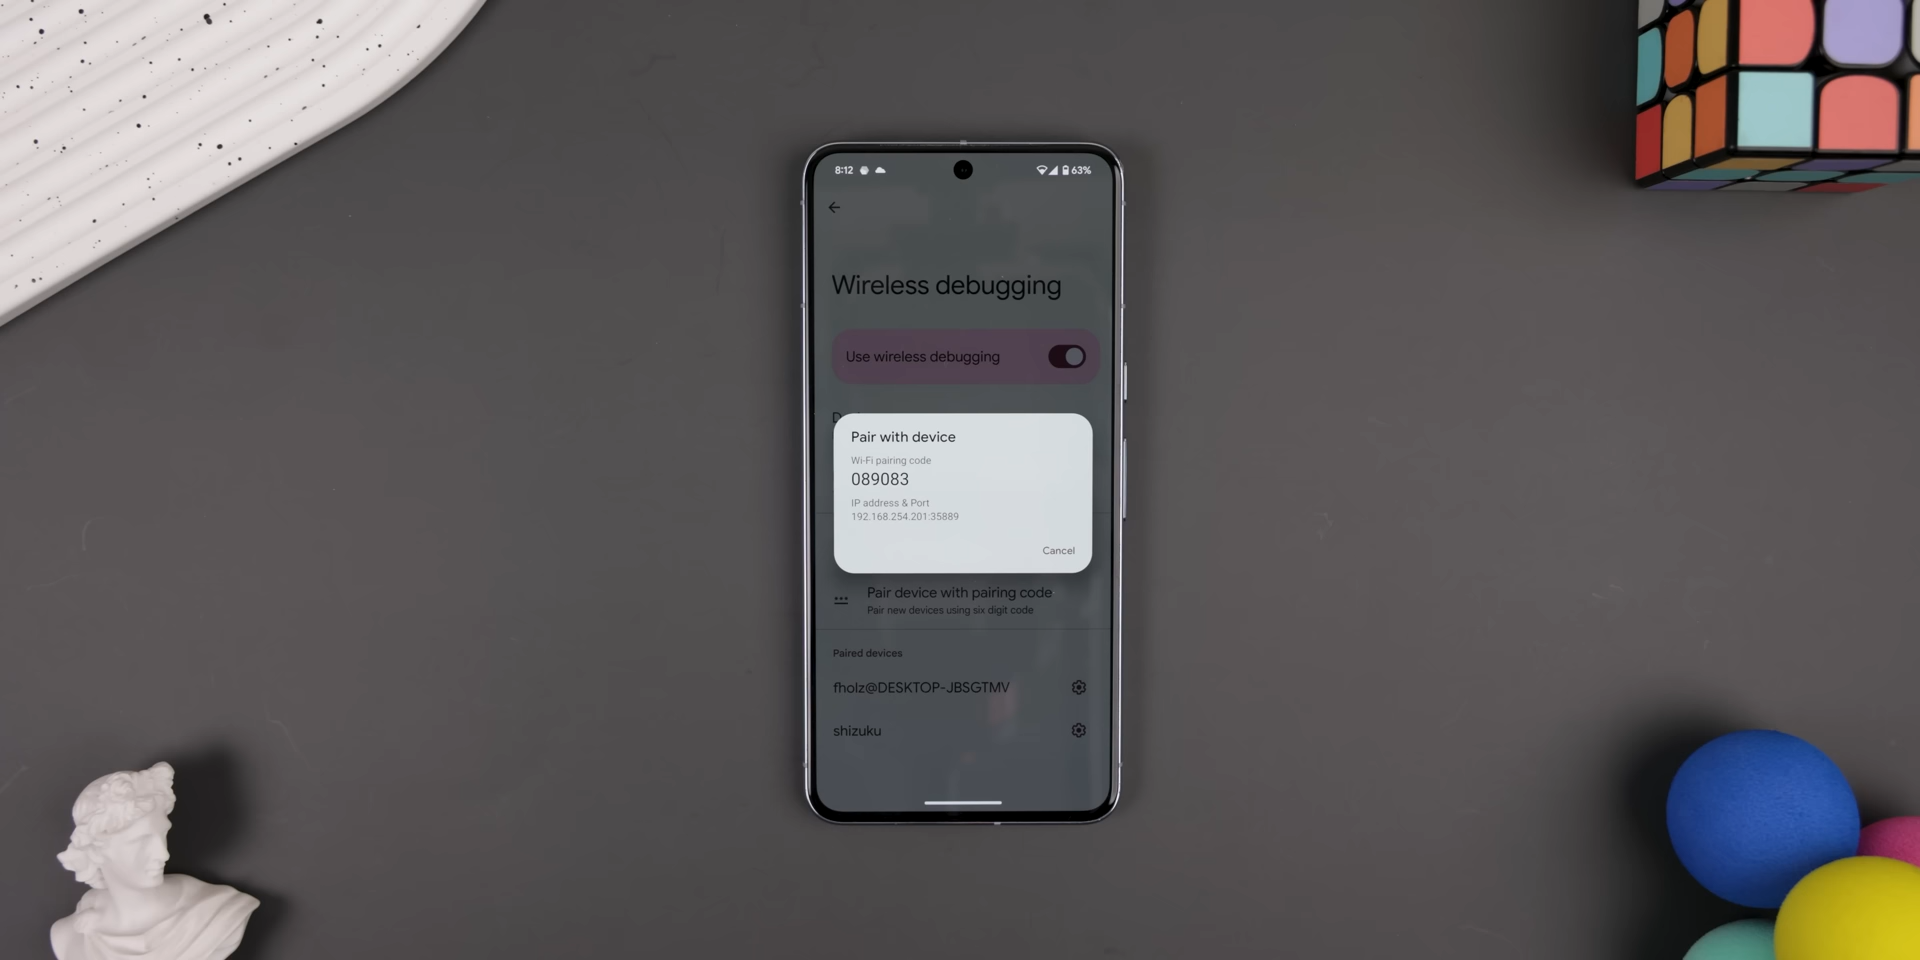 8:12 63%
Wireless debugging
Use wireless debugging
Pair with device
Wi-Fi pairing code
089083
IP address & Port
192.168.254.201:35889
Cancel
Pair device with pairing code
Pair new devices using six digit code
Paired devices
fholz@DESKTOP-JBSGTMV
shizuku